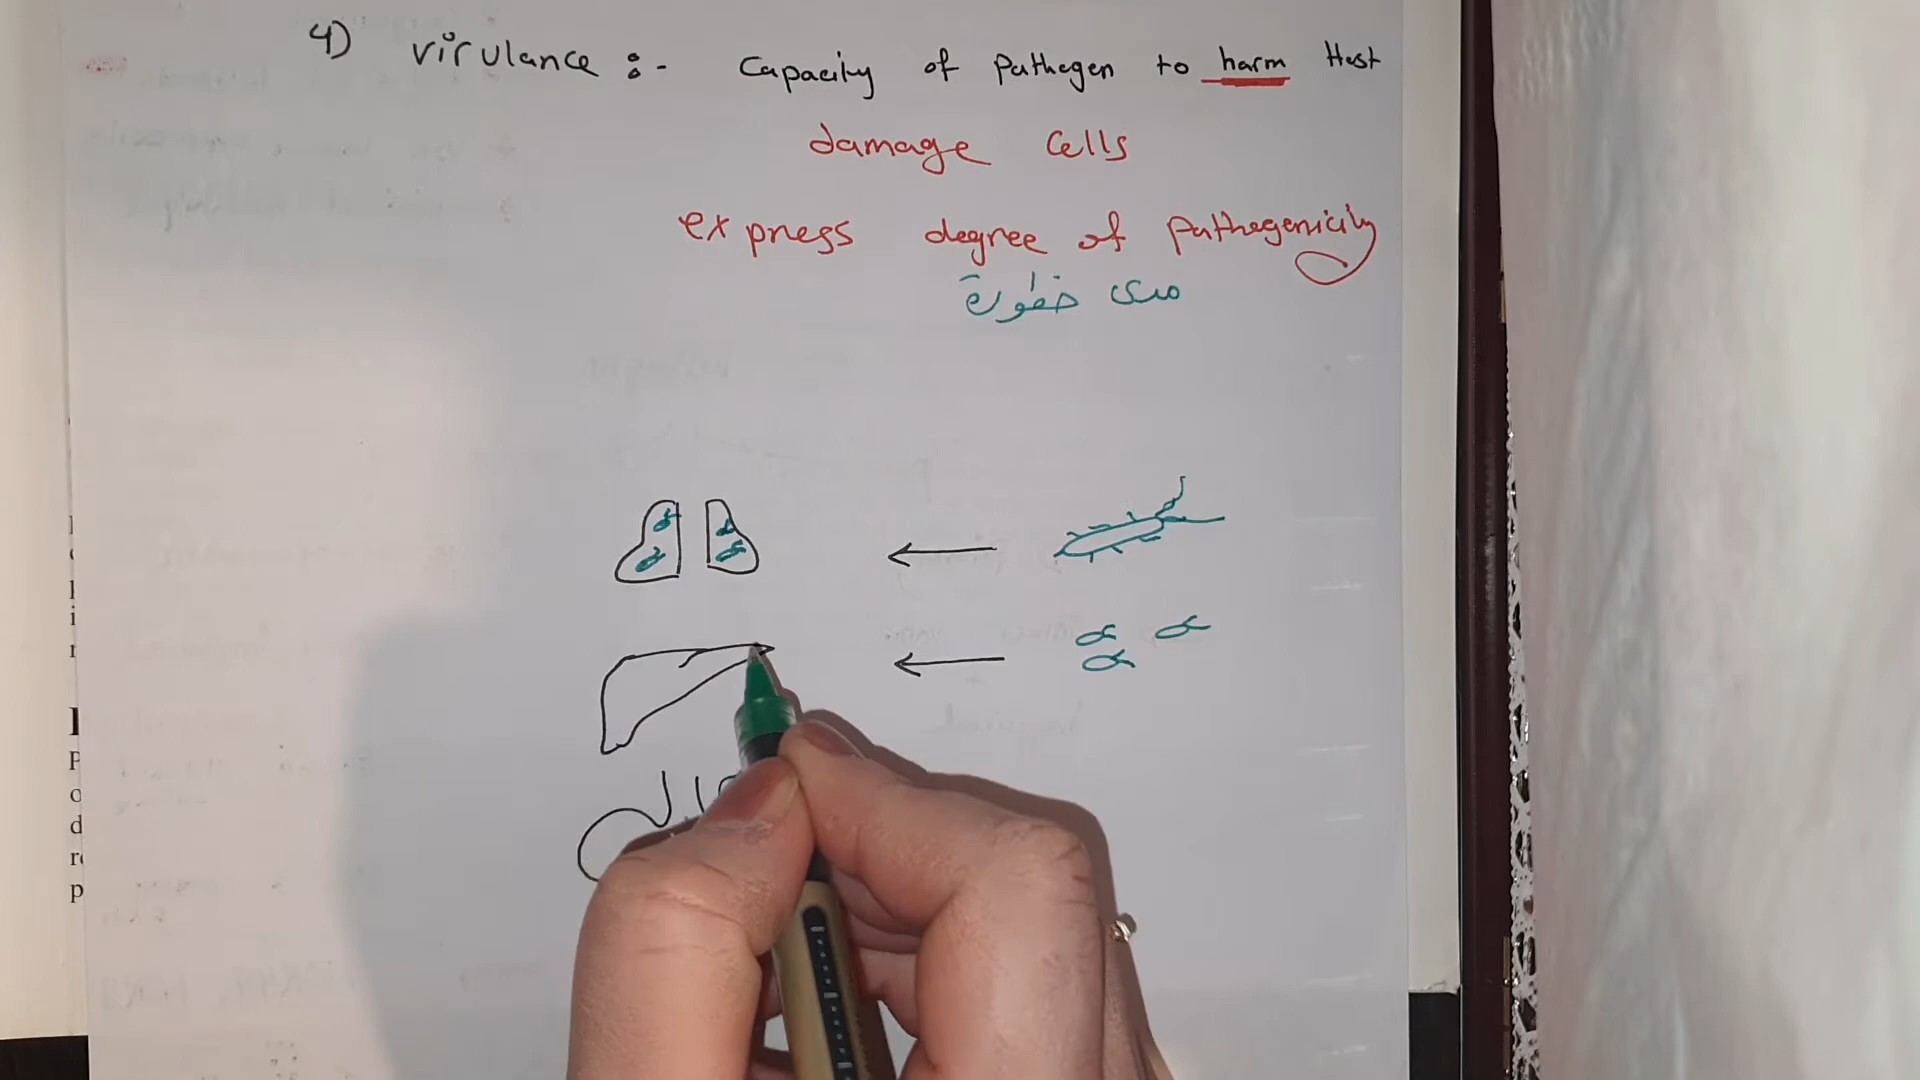 4) virulance :- Capacity of Pathogen to harm Host
damage Cells
express degree of Pathogenicity
مدى خطورة